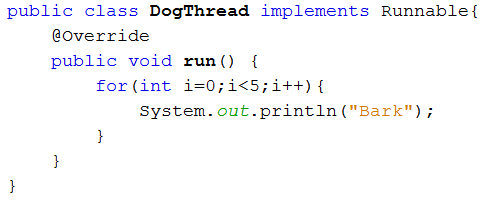 public class DogThread implements Runnable{
    @Override
    public void run() {
        for(int i=0;i<5;i++){
            System.out.println("Bark");
        }
    }
}